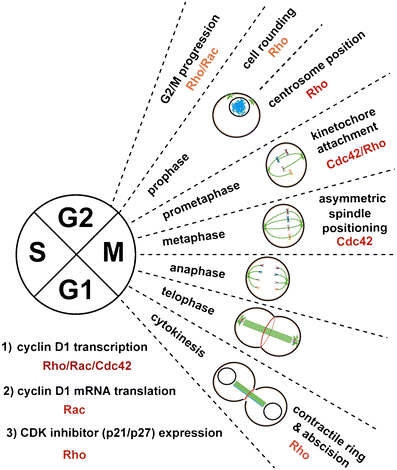 G2/M progression
Rho/Rac
cell rounding
Rho
centrosome position
Rho
prophase
kinetochore
attachment
Cdc42/Rho
prometaphase
asymmetric
spindle
positioning
Cdc42
metaphase
anaphase
telophase
cytokinesis
contractile ring
& abscision
Rho
G2
S
M
G1
1) cyclin D1 transcription
Rho/Rac/Cdc42
2) cyclin D1 mRNA translation
Rac
3) CDK inhibitor (p21/p27) expression
Rho